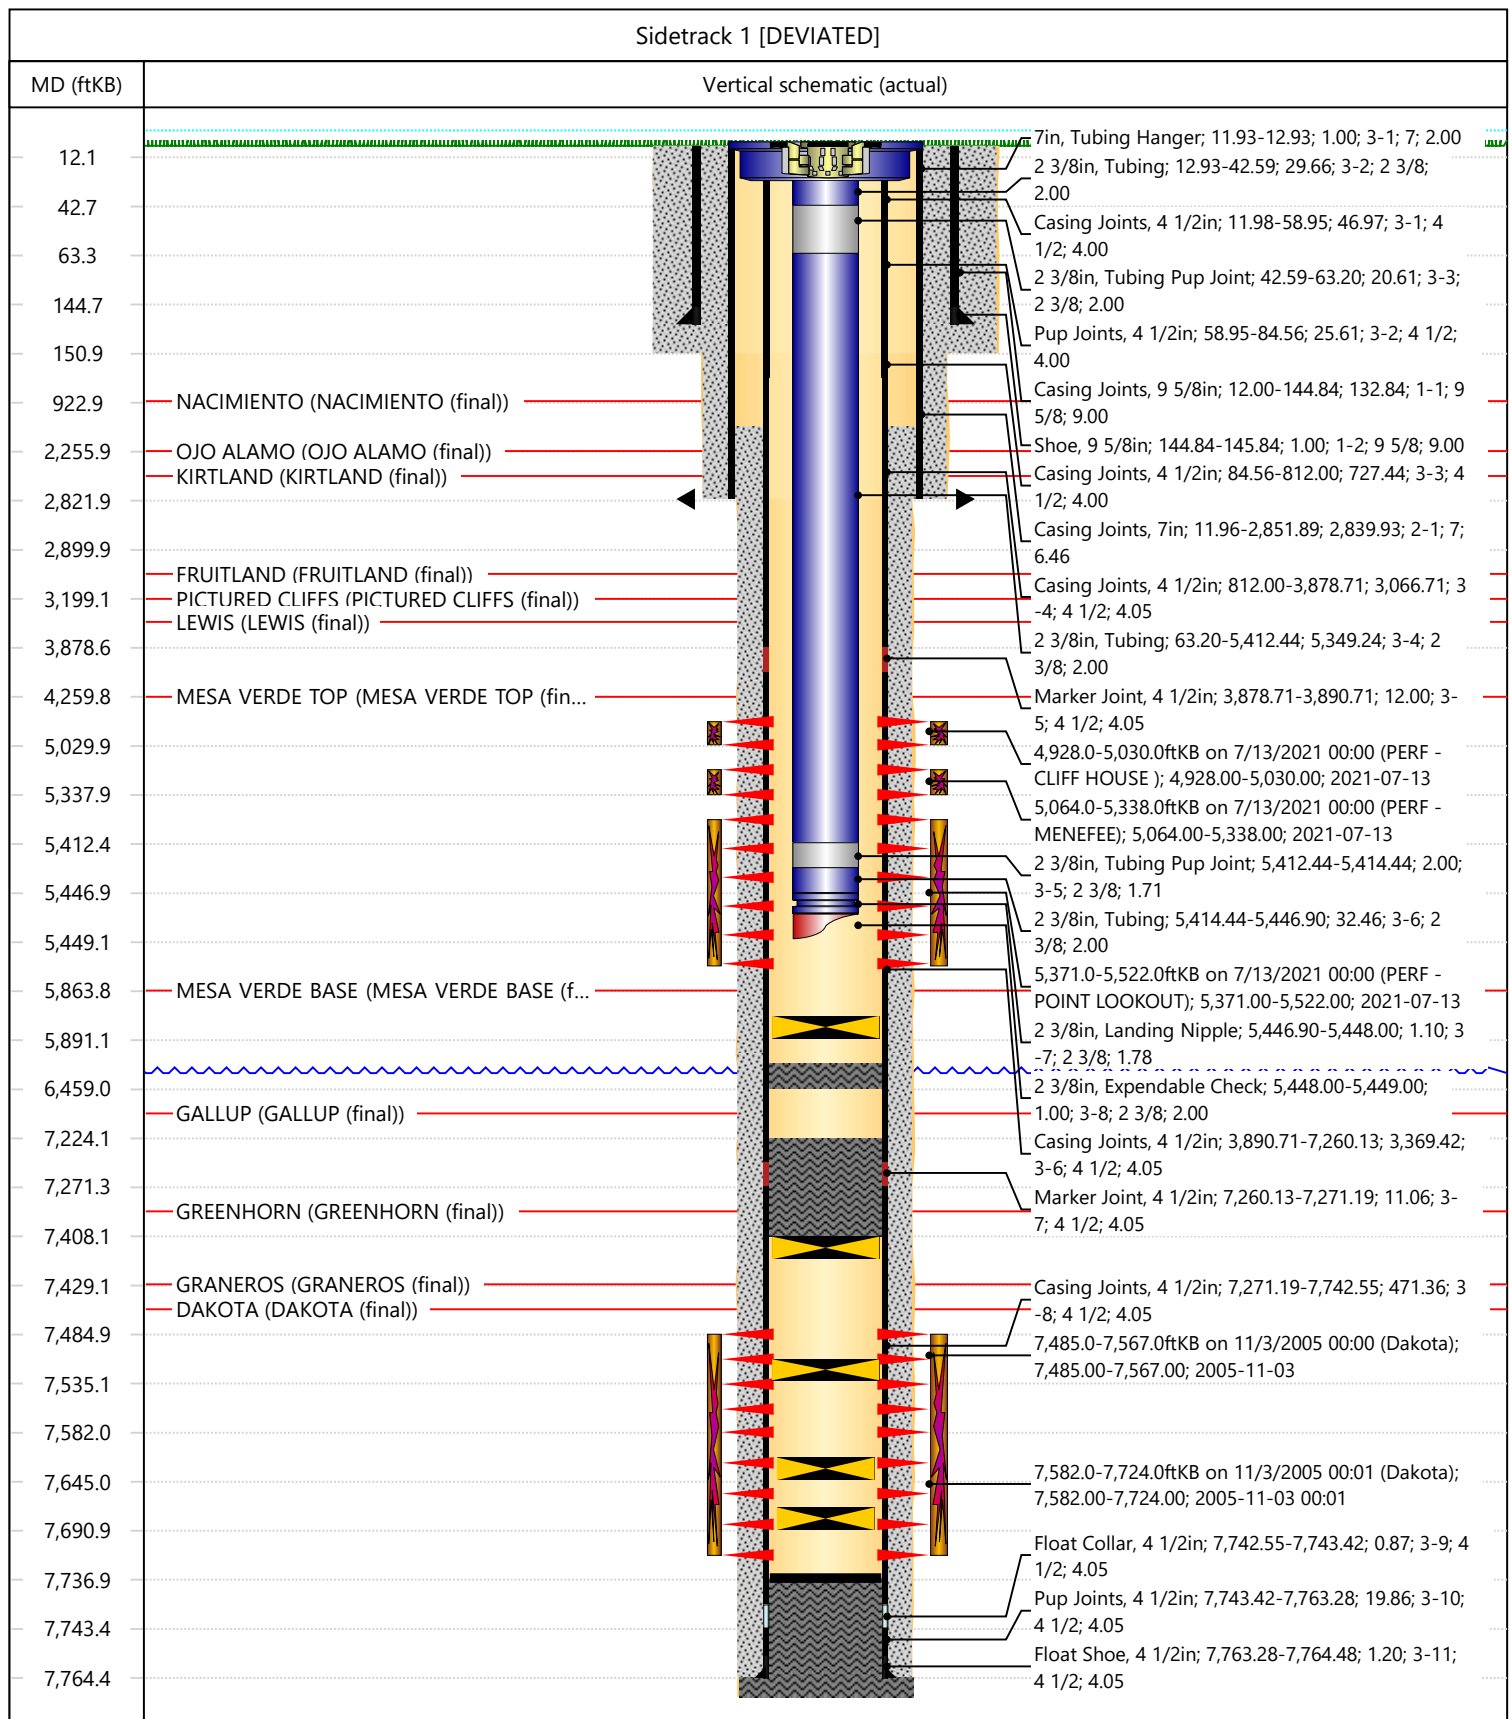 Sidetrack 1 [DEVIATED]
MD (ftKB)
Vertical schematic (actual)
12.1
42.7
63.3
144.7
150.9
922.9
2,255.9
2,821.9
2,899.9
3,199.1
3,878.6
4,259.8
5,029.9
5,337.9
5,412.4
5,446.9
5,449.1
5,863.8
5,891.1
6,459.0
7,224.1
7,271.3
7,408.1
7,429.1
7,484.9
7,535.1
7,582.0
7,645.0
7,690.9
7,736.9
7,743.4
7,764.4
NACIMIENTO (NACIMIENTO (final))
OJO ALAMO (OJO ALAMO (final))
KIRTLAND (KIRTLAND (final))
FRUITLAND (FRUITLAND (final))
PICTURED CLIFFS (PICTURED CLIFFS (final))
LEWIS (LEWIS (final))
MESA VERDE TOP (MESA VERDE TOP (fin...
MESA VERDE BASE (MESA VERDE BASE (f...
GALLUP (GALLUP (final))
GREENHORN (GREENHORN (final))
GRANEROS (GRANEROS (final))
DAKOTA (DAKOTA (final))
7in, Tubing Hanger; 11.93-12.93; 1.00; 3-1; 7; 2.00
2 3/8in, Tubing; 12.93-42.59; 29.66; 3-2; 2 3/8;
2.00
Casing Joints, 4 1/2in; 11.98-58.95; 46.97; 3-1; 4
1/2; 4.00
2 3/8in, Tubing Pup Joint; 42.59-63.20; 20.61; 3-3;
2 3/8; 2.00
Pup Joints, 4 1/2in; 58.95-84.56; 25.61; 3-2; 4 1/2;
4.00
Casing Joints, 9 5/8in; 12.00-144.84; 132.84; 1-1; 9
5/8; 9.00
Shoe, 9 5/8in; 144.84-145.84; 1.00; 1-2; 9 5/8; 9.00
Casing Joints, 4 1/2in; 84.56-812.00; 727.44; 3-3; 4
1/2; 4.00
Casing Joints, 7in; 11.96-2,851.89; 2,839.93; 2-1; 7;
6.46
Casing Joints, 4 1/2in; 812.00-3,878.71; 3,066.71; 3
-4; 4 1/2; 4.05
2 3/8in, Tubing; 63.20-5,412.44; 5,349.24; 3-4; 2
3/8; 2.00
Marker Joint, 4 1/2in; 3,878.71-3,890.71; 12.00; 3-
5; 4 1/2; 4.05
4,928.0-5,030.0ftKB on 7/13/2021 00:00 (PERF -
CLIFF HOUSE ); 4,928.00-5,030.00; 2021-07-13
5,064.0-5,338.0ftKB on 7/13/2021 00:00 (PERF -
MENEFEE); 5,064.00-5,338.00; 2021-07-13
2 3/8in, Tubing Pup Joint; 5,412.44-5,414.44; 2.00;
3-5; 2 3/8; 1.71
2 3/8in, Tubing; 5,414.44-5,446.90; 32.46; 3-6; 2
3/8; 2.00
5,371.0-5,522.0ftKB on 7/13/2021 00:00 (PERF -
POINT LOOKOUT); 5,371.00-5,522.00; 2021-07-13
2 3/8in, Landing Nipple; 5,446.90-5,448.00; 1.10; 3
-7; 2 3/8; 1.78
2 3/8in, Expendable Check; 5,448.00-5,449.00;
1.00; 3-8; 2 3/8; 2.00
Casing Joints, 4 1/2in; 3,890.71-7,260.13; 3,369.42;
3-6; 4 1/2; 4.05
Marker Joint, 4 1/2in; 7,260.13-7,271.19; 11.06; 3-
7; 4 1/2; 4.05
Casing Joints, 4 1/2in; 7,271.19-7,742.55; 471.36; 3
-8; 4 1/2; 4.05
7,485.0-7,567.0ftKB on 11/3/2005 00:00 (Dakota);
7,485.00-7,567.00; 2005-11-03
7,582.0-7,724.0ftKB on 11/3/2005 00:01 (Dakota);
7,582.00-7,724.00; 2005-11-03 00:01
Float Collar, 4 1/2in; 7,742.55-7,743.42; 0.87; 3-9; 4
1/2; 4.05
Pup Joints, 4 1/2in; 7,743.42-7,763.28; 19.86; 3-10;
4 1/2; 4.05
Float Shoe, 4 1/2in; 7,763.28-7,764.48; 1.20; 3-11;
4 1/2; 4.05